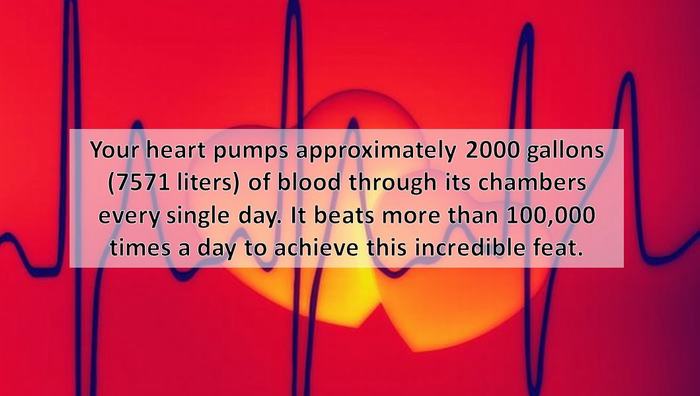 Your heart pumps approximately 2000 gallons
(7571 liters) of blood through its chambers
every single day. It beats more than 100,000
times a day to achieve this incredible feat.